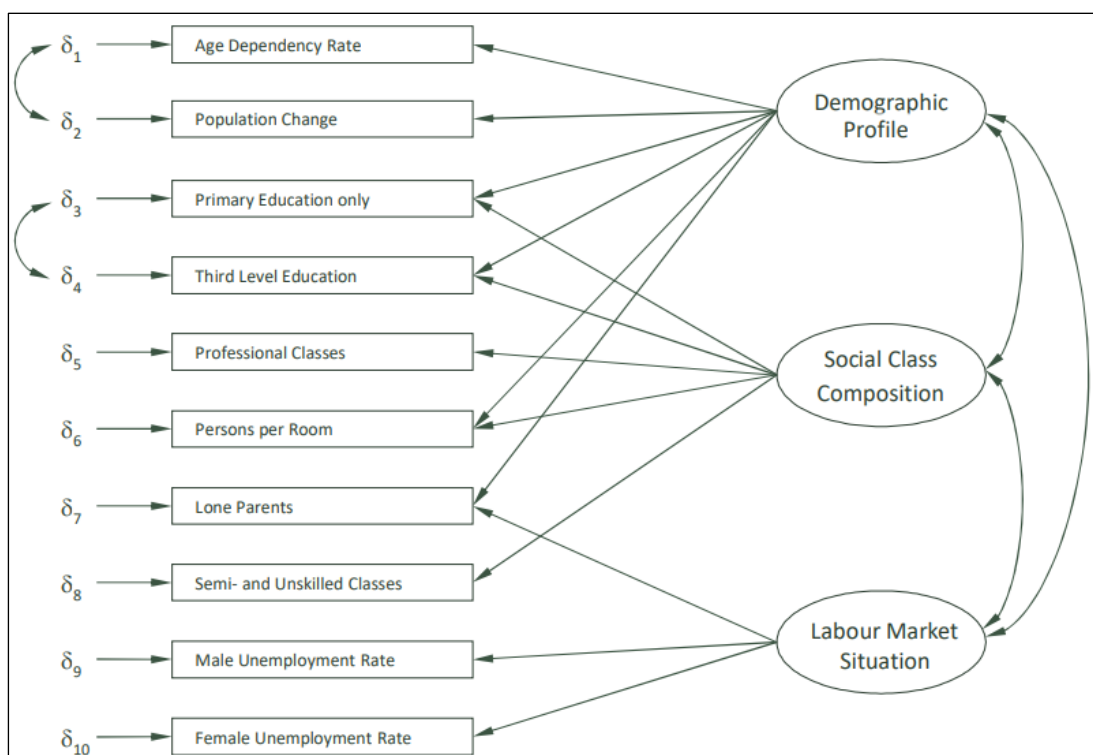 δ1 Age Dependency Rate
δ2 Population Change
δ3 Primary Education only
δ4 Third Level Education
δ5 Professional Classes
δ6 Persons per Room
δ7 Lone Parents
δ8 Semi- and Unskilled Classes
δ9 Male Unemployment Rate
δ10 Female Unemployment Rate
Demographic
Profile
Social Class
Composition
Labour Market
Situation